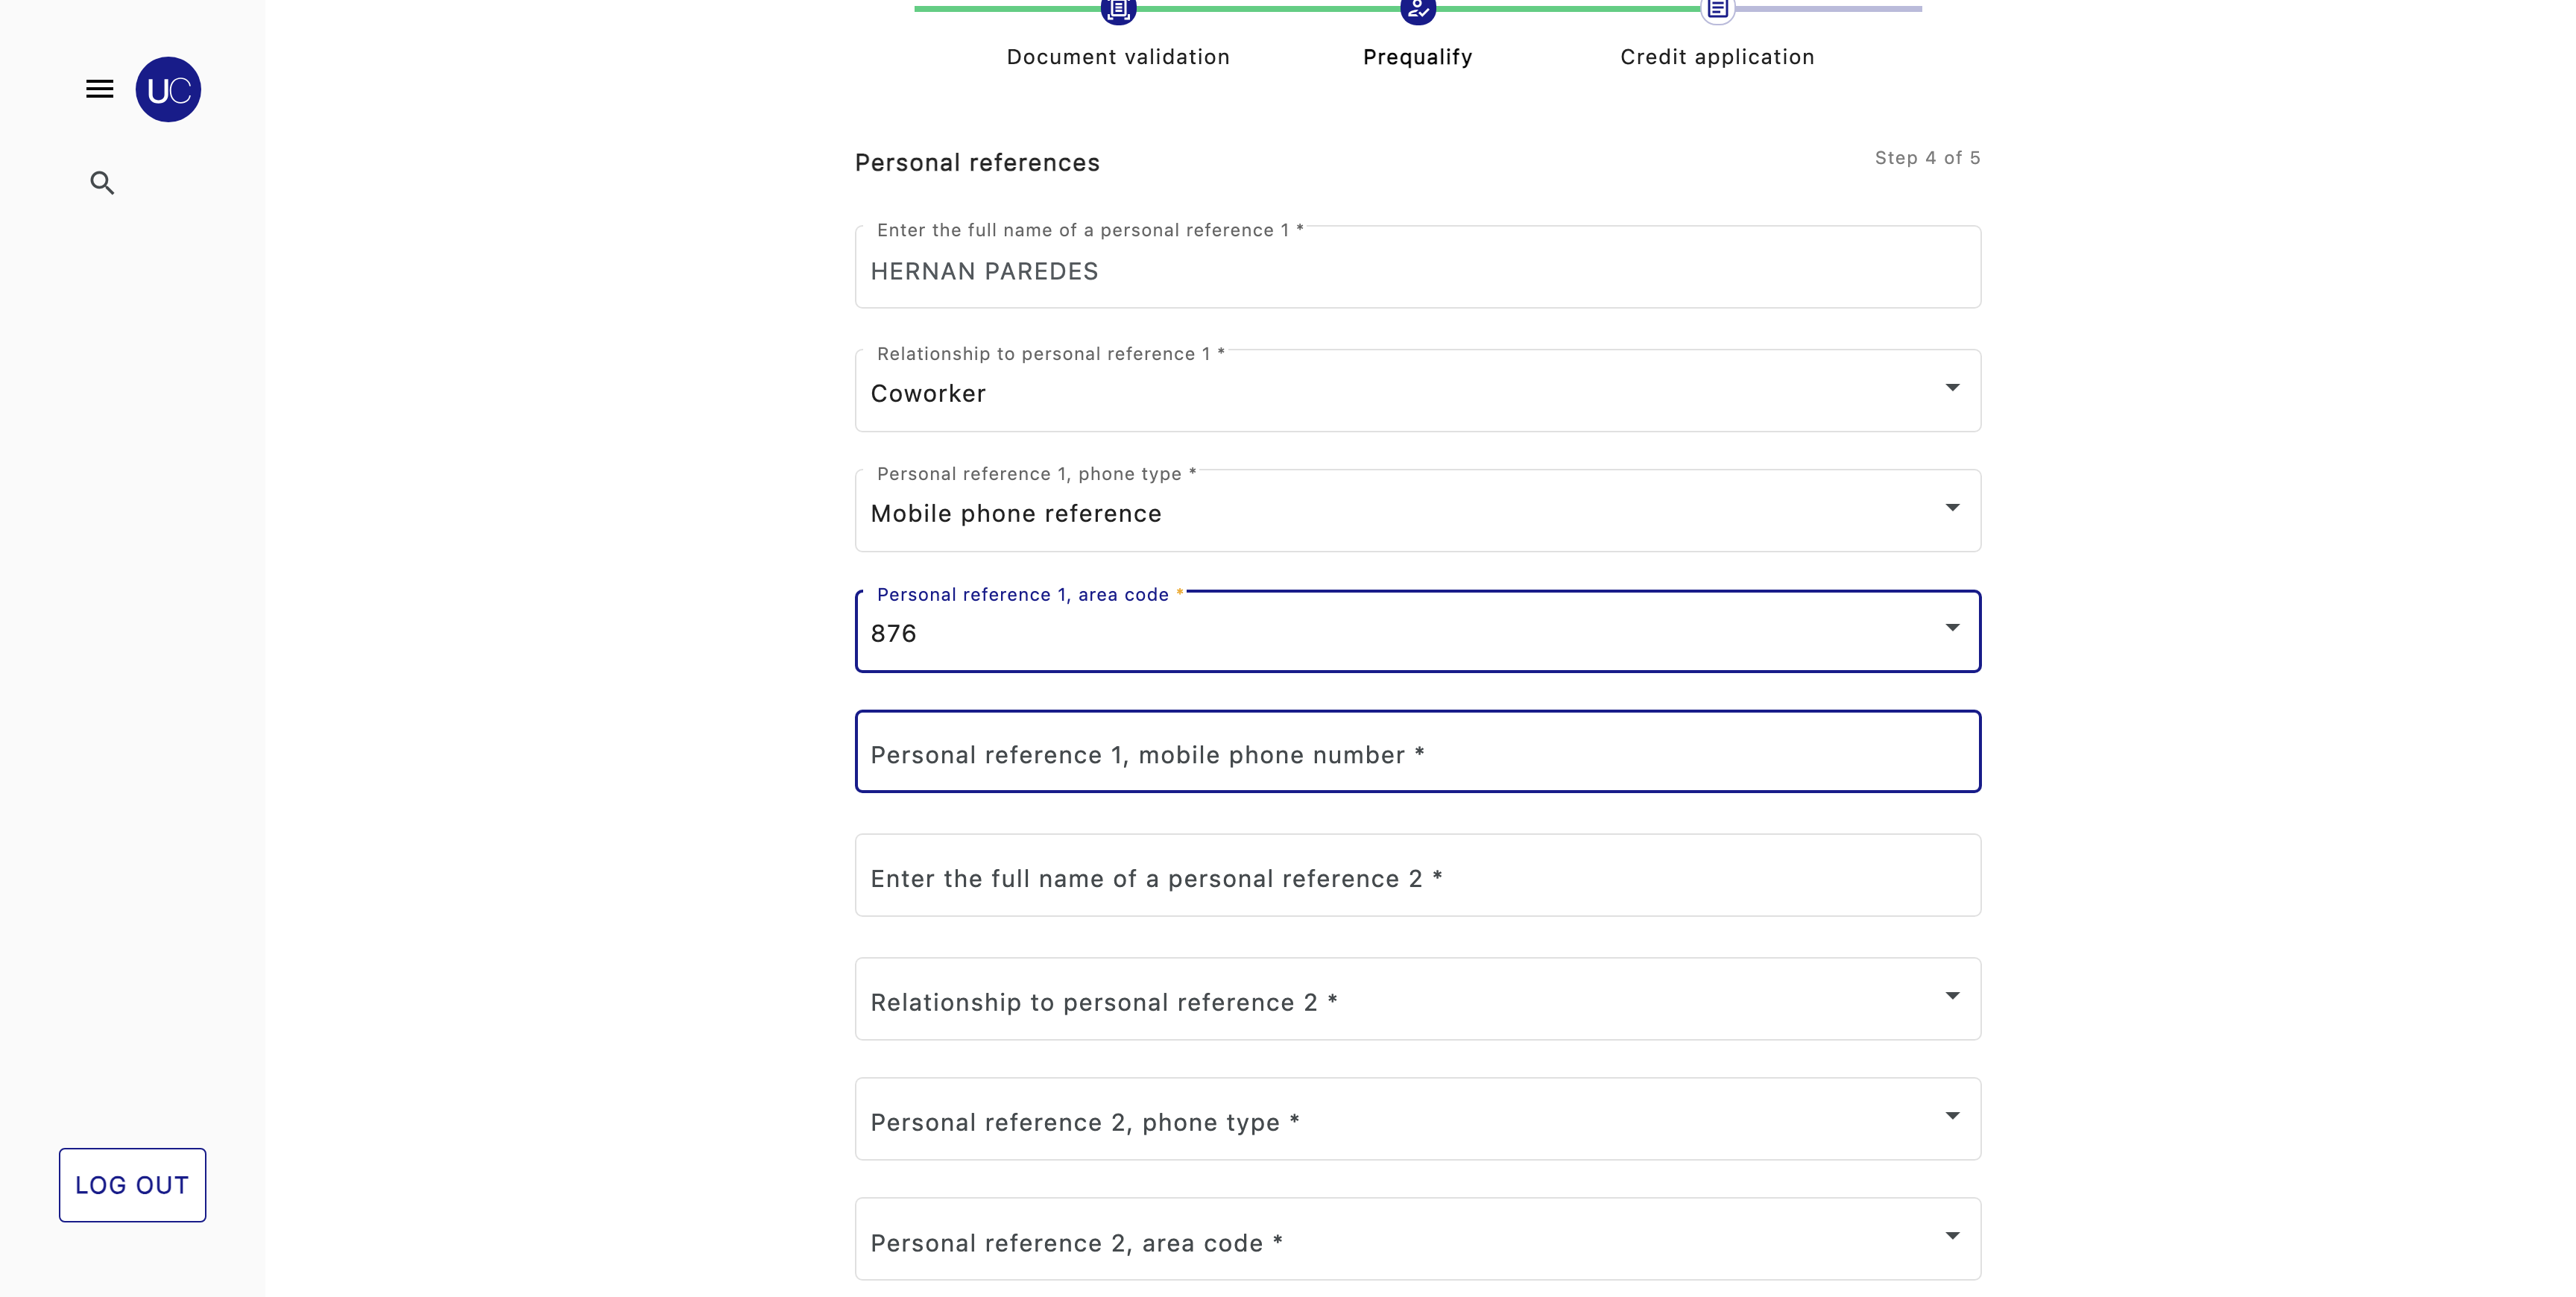 Document validation
Prequalify
Credit application
UC
Personal references
Step 4 of 5
Enter the full name of a personal reference 1 *
HERNAN PAREDES
Relationship to personal reference 1 *
Coworker
Personal reference 1, phone type *
Mobile phone reference
Personal reference 1, area code *
876
Personal reference 1, mobile phone number *
Enter the full name of a personal reference 2 *
Relationship to personal reference 2 *
Personal reference 2, phone type *
Personal reference 2, area code *
LOG OUT